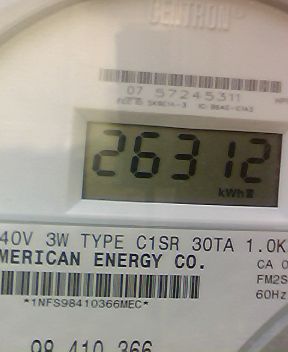 CENTRON®
07 57245311
26312
kWh
40V 3W TYPE C1SR 30TA 1.0K
MERICAN ENERGY CO.
CA 0
FM2S
*1NFS98410366MEC*
60Hz
98 410 366